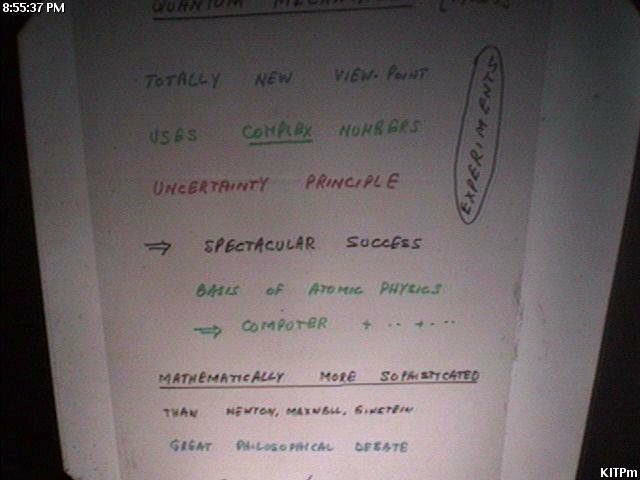 8:55:37 PM
QUANTUM
TOTALLY NEW VIEW-POINT
USES COMPLEX NUMBERS
UNCERTAINTY PRINCIPLE
EXPERIMENTS
⇒ SPECTACULAR SUCCESS
BASIS OF ATOMIC PHYSICS
⇒ COMPUTER + ·· + ···
MATHEMATICALLY MORE SOPHISTICATED
THAN NEWTON, MAXWELL, EINSTEIN
GREAT PHILOSOPHICAL DEBATE
KITPm